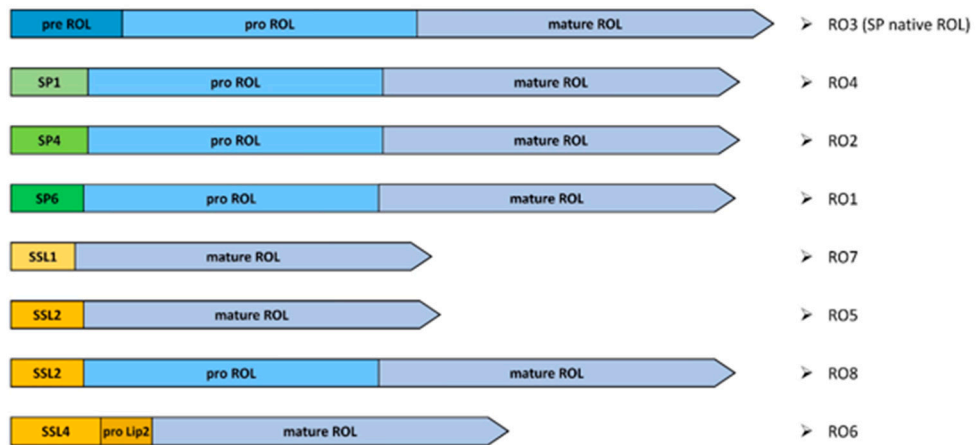 pre ROL pro ROL mature ROL ➢ RO3 (SP native ROL)
SP1 pro ROL mature ROL ➢ RO4
SP4 pro ROL mature ROL ➢ RO2
SP6 pro ROL mature ROL ➢ RO1
SSL1 mature ROL ➢ RO7
SSL2 mature ROL ➢ RO5
SSL2 pro ROL mature ROL ➢ RO8
SSL4 pro Lip2 mature ROL ➢ RO6